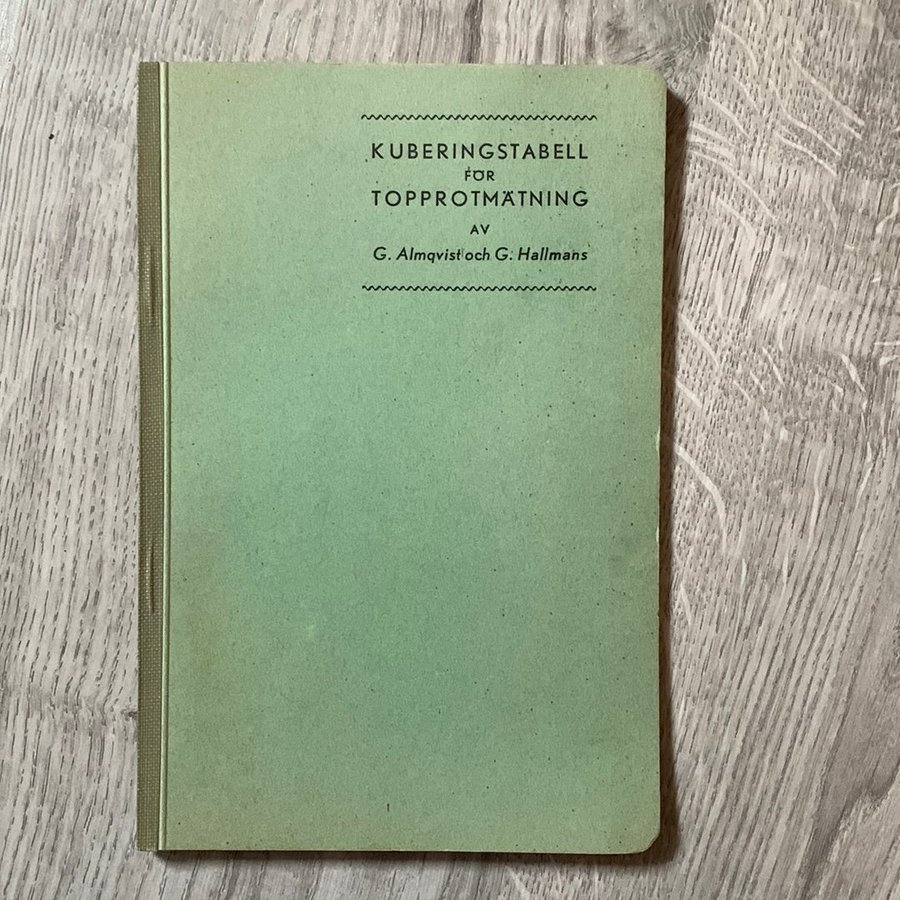 KUBERINGSTABELL
FÖR
TOPPROTMÄTNING
AV
G. Almqvist och G. Hallmans